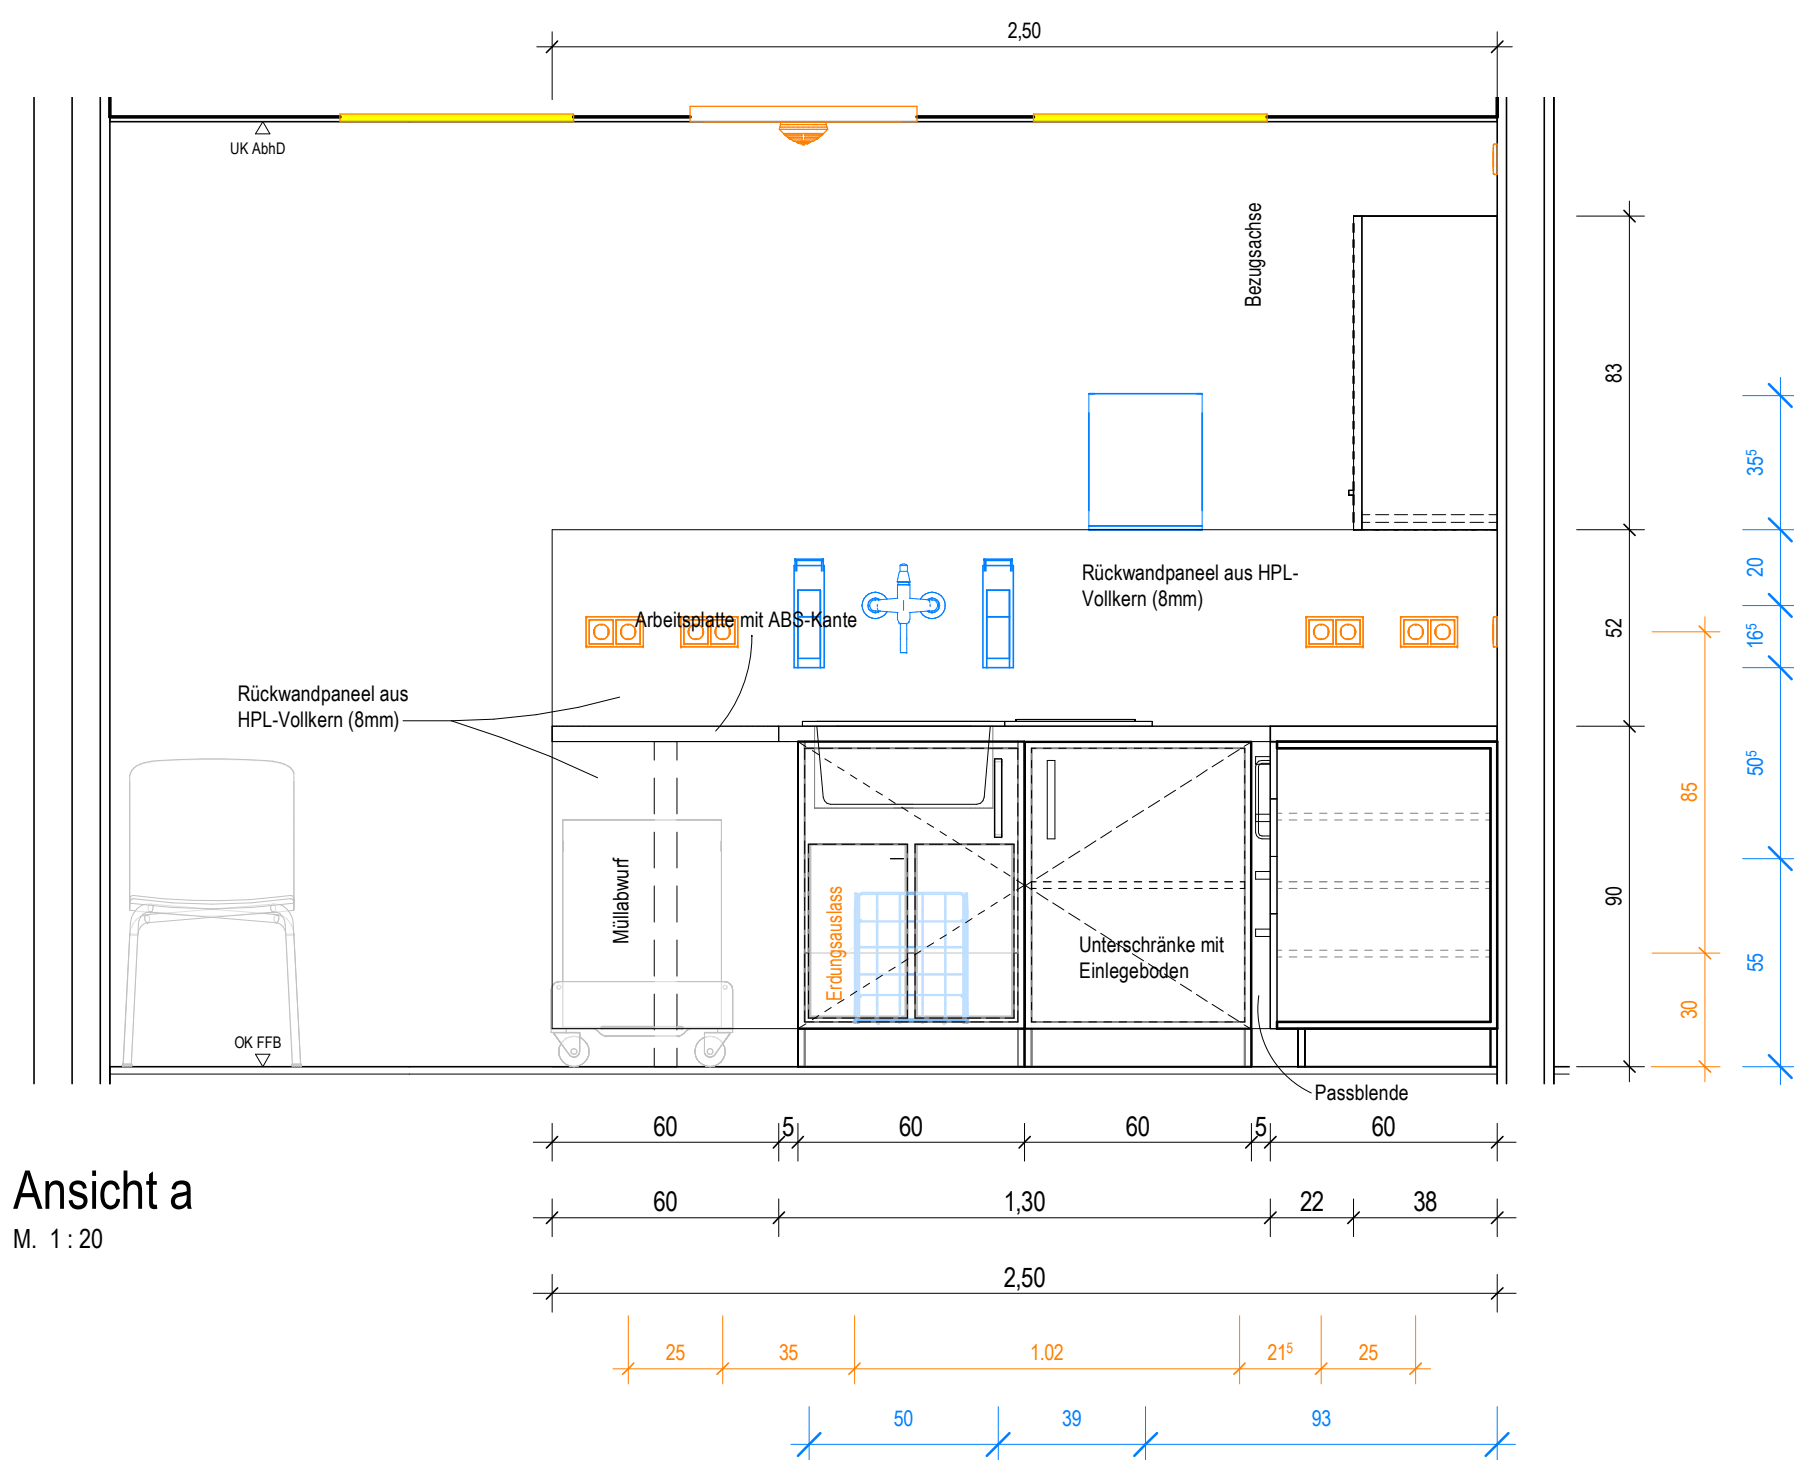 2,50
UK AbhD
Bezugsachse
83
35⁵
Rückwandpaneel aus HPL-
Vollkern (8mm)
20
Arbeitsplatte mit ABS-Kante
52
16⁵
Rückwandpaneel aus
HPL-Vollkern (8mm)
85
50⁵
Müllabwurf
Erdungsauslass
90
Unterschränke mit
Einlegeboden
55
30
OK FFB
Passblende
60 5 60 60 5 60
Ansicht a
M. 1 : 20
60 1,30 22 38
2,50
25 35 1.02 21⁵ 25
50 39 93